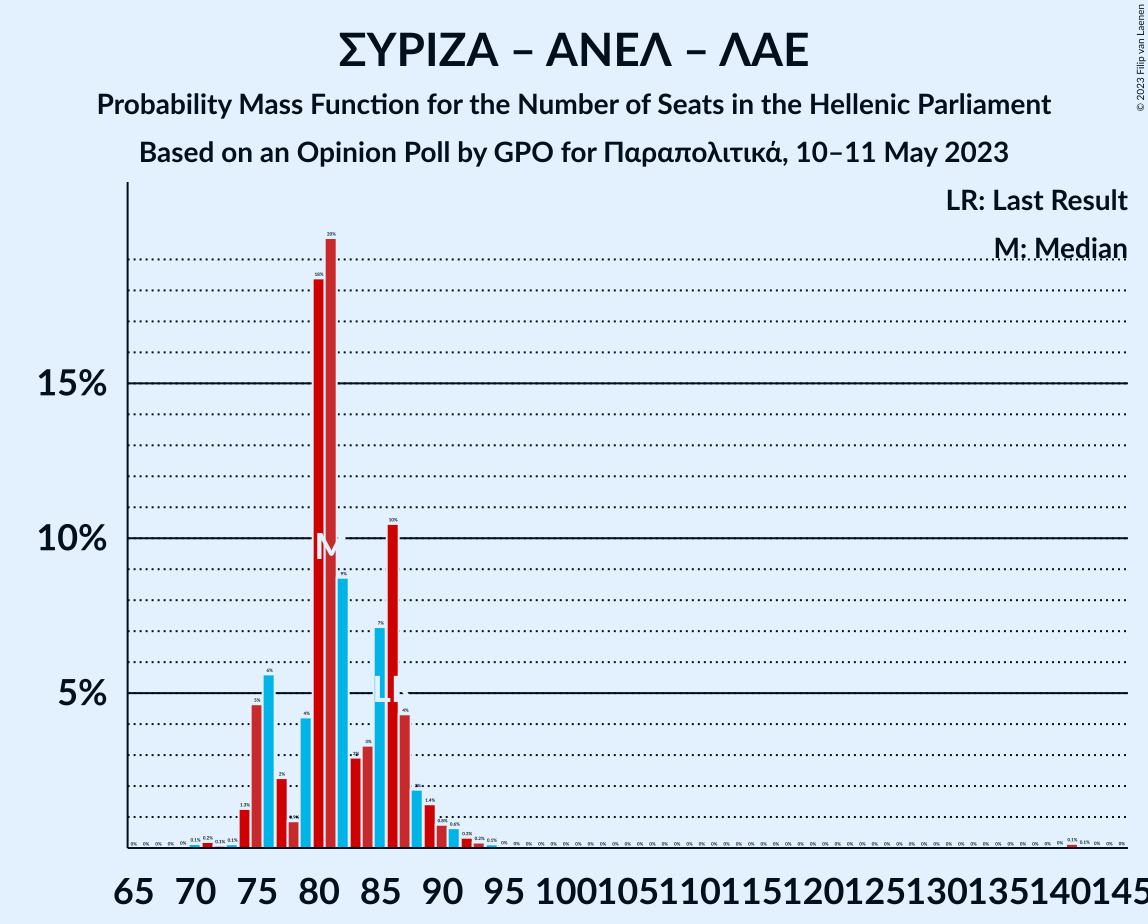 ΣΥΡΙΖΑ – ΑΝΕΛ – ΛΑΕ
Probability Mass Function for the Number of Seats in the Hellenic Parliament
Based on an Opinion Poll by GPO for Παραπολιτικά, 10–11 May 2023
© 2023 Filip van Laenen
LR: Last Result
M: Median
15%
10%
5%
M
LR
65 70 75 80 85 90 95 100 105 110 115 120 125 130 135 140 145